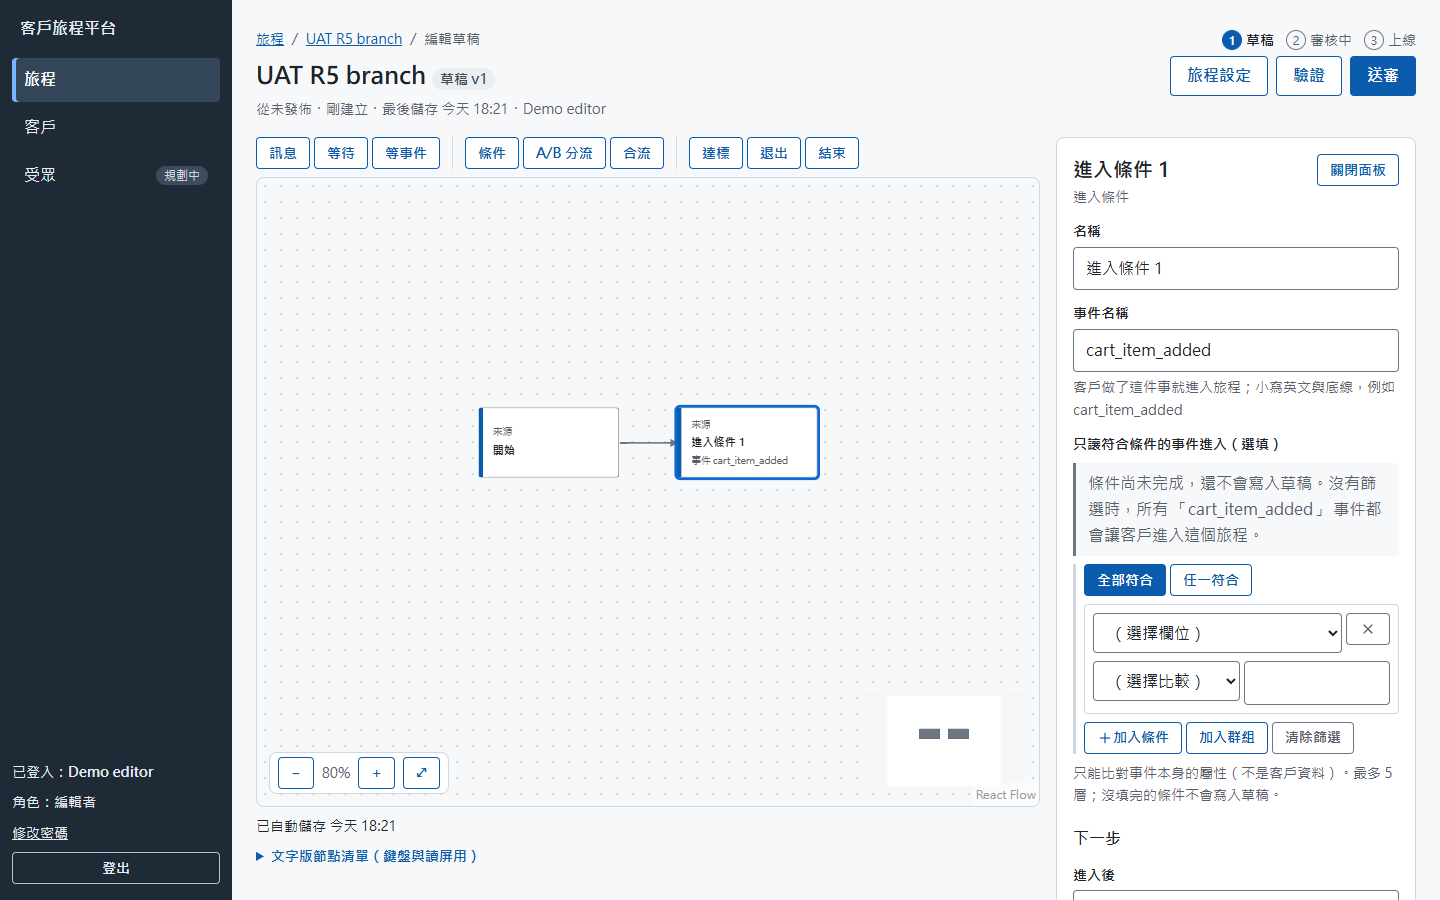 客戶旅程平台
旅程
客戶
受眾 規劃中
已登入：Demo editor
角色：編輯者
修改密碼
登出
旅程 / UAT R5 branch / 編輯草稿
UAT R5 branch 草稿 v1
從未發佈 · 剛建立 · 最後儲存 今天 18:21 · Demo editor
1 草稿 2 審核中 3 上線
旅程設定 驗證 送審
訊息 等待 等事件 條件 A/B 分流 合流 達標 退出 結束
來源
開始
來源
進入條件 1
事件 cart_item_added
− 80% + ⤢
React Flow
已自動儲存 今天 18:21
▶ 文字版節點清單（鍵盤與讀屏用）
進入條件 1 關閉面板
進入條件
名稱
進入條件 1
事件名稱
cart_item_added
客戶做了這件事就進入旅程；小寫英文與底線，例如
cart_item_added
只讓符合條件的事件進入（選填）
條件尚未完成，還不會寫入草稿。沒有篩
選時，所有「cart_item_added」事件都
會讓客戶進入這個旅程。
全部符合 任一符合
（選擇欄位） ×
（選擇比較）
＋加入條件 加入群組 清除篩選
只能比對事件本身的屬性（不是客戶資料）。最多 5
層；沒填完的條件不會寫入草稿。
下一步
進入後